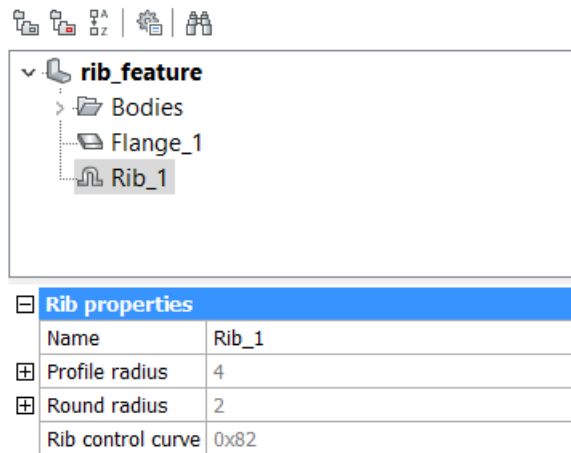 rib_feature
Bodies
Flange_1
Rib_1
Rib properties
Name Rib_1
Profile radius 4
Round radius 2
Rib control curve 0x82